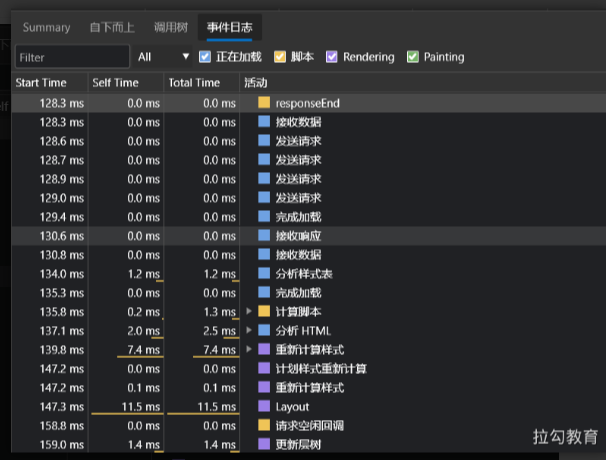 Summary 自下而上 调用树 事件日志
Filter All 正在加载 脚本 Rendering Painting
Start Time Self Time Total Time 活动
128.3 ms 0.0 ms 0.0 ms responseEnd
128.3 ms 0.0 ms 0.0 ms 接收数据
128.6 ms 0.0 ms 0.0 ms 发送请求
128.7 ms 0.0 ms 0.0 ms 发送请求
128.9 ms 0.0 ms 0.0 ms 发送请求
129.0 ms 0.0 ms 0.0 ms 发送请求
129.4 ms 0.0 ms 0.0 ms 完成加载
130.6 ms 0.0 ms 0.0 ms 接收响应
130.8 ms 0.0 ms 0.0 ms 接收数据
134.0 ms 1.2 ms 1.2 ms 分析样式表
135.3 ms 0.0 ms 0.0 ms 完成加载
135.8 ms 0.2 ms 1.3 ms 计算脚本
137.1 ms 2.0 ms 2.5 ms 分析 HTML
139.8 ms 7.4 ms 7.4 ms 重新计算样式
147.2 ms 0.0 ms 0.0 ms 计划样式重新计算
147.2 ms 0.1 ms 0.1 ms 重新计算样式
147.3 ms 11.5 ms 11.5 ms Layout
158.8 ms 0.0 ms 0.0 ms 请求空闲回调
159.0 ms 1.4 ms 1.4 ms 更新层树
拉勾教育